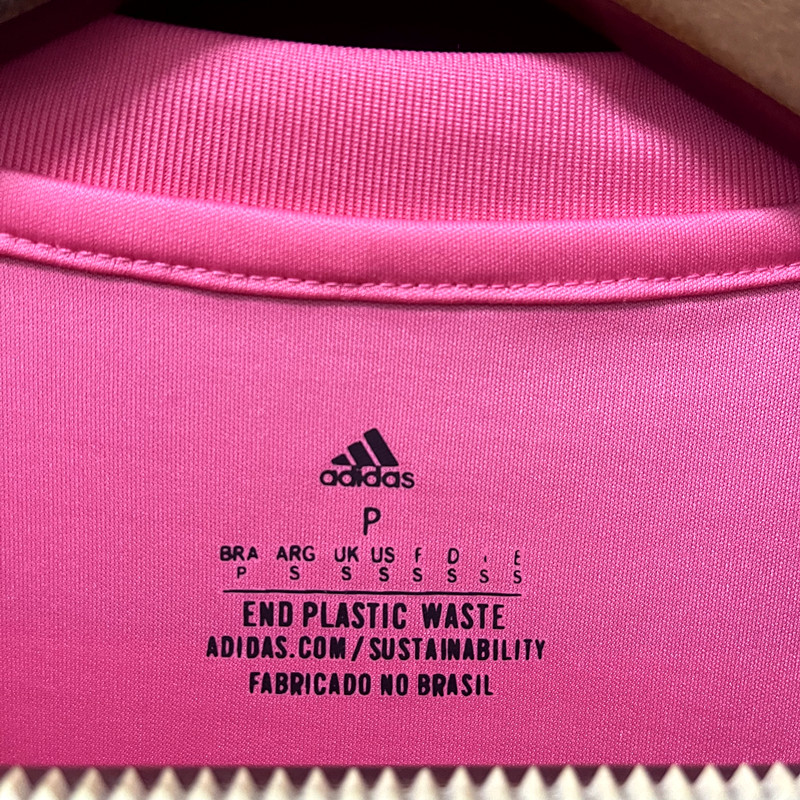 adidas
P
BRA ARG UK US F D I E
P S S S S S S S
END PLASTIC WASTE
ADIDAS.COM/SUSTAINABILITY
FABRICADO NO BRASIL